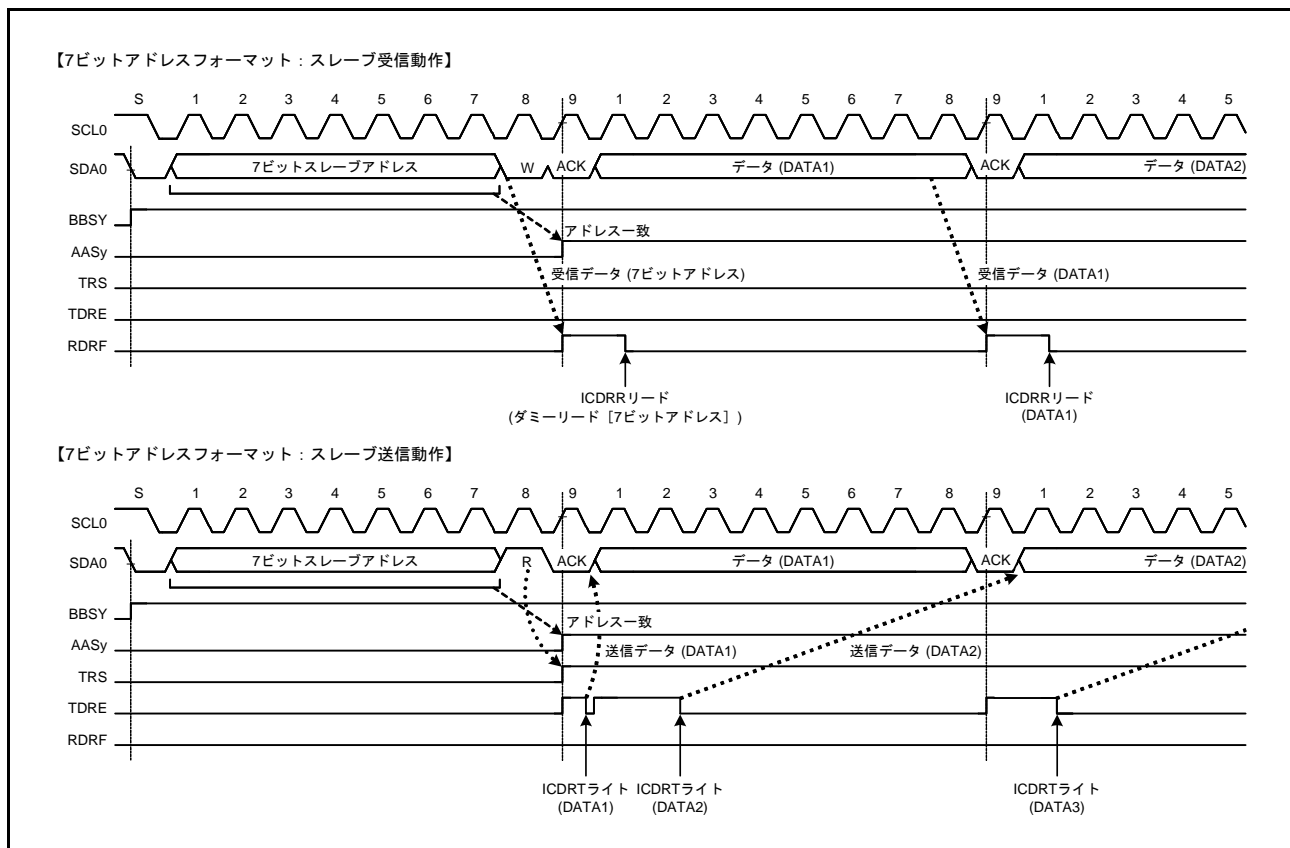 【7ビットアドレスフォーマット：スレーブ受信動作】
S 1 2 3 4 5 6 7 8 9 1 2 3 4 5 6 7 8 9 1 2 3 4 5
SCL0
SDA0 7ビットスレーブアドレス W ACK データ (DATA1) ACK データ (DATA2)
BBSY
アドレス一致
AASy
受信データ (7ビットアドレス) 受信データ (DATA1)
TRS
TDRE
RDRF
ICDRRリード ICDRRリード
(ダミーリード［7ビットアドレス］) (DATA1)
【7ビットアドレスフォーマット：スレーブ送信動作】
S 1 2 3 4 5 6 7 8 9 1 2 3 4 5 6 7 8 9 1 2 3 4 5
SCL0
SDA0 7ビットスレーブアドレス R ACK データ (DATA1) ACK データ (DATA2)
BBSY
アドレス一致
AASy
送信データ (DATA1) 送信データ (DATA2)
TRS
TDRE
RDRF
ICDRTライト ICDRTライト ICDRTライト
(DATA1) (DATA2) (DATA3)